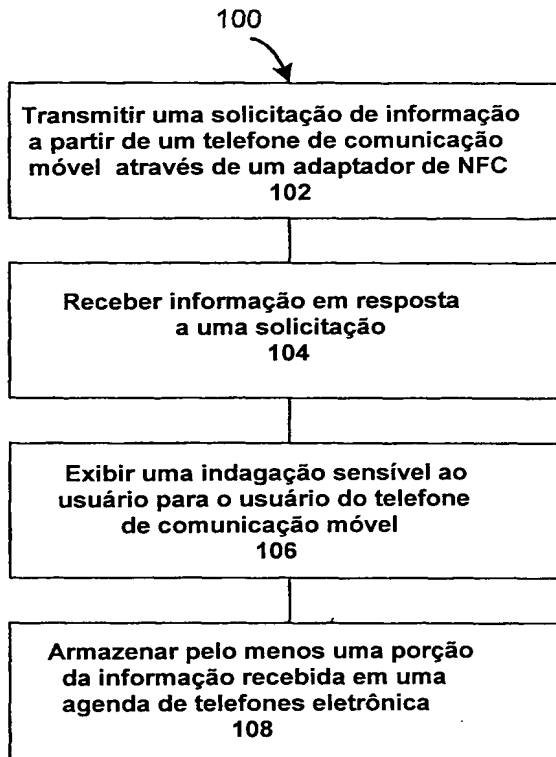 100
Transmitir uma solicitação de informação
a partir de um telefone de comunicação
móvel através de um adaptador de NFC
102
Receber informação em resposta
a uma solicitação
104
Exibir uma indagação sensível ao
usuário para o usuário do telefone
de comunicação móvel
106
Armazenar pelo menos uma porção
da informação recebida em uma
agenda de telefones eletrônica
108